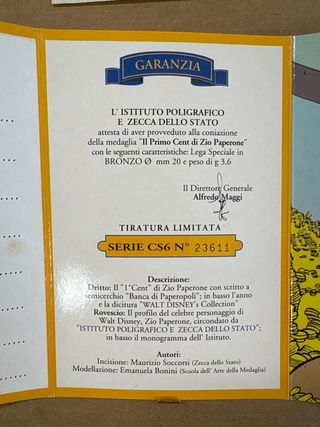 GARANZIA
L' ISTITUTO POLIGRAFICO
E ZECCA DELLO STATO
attesta di aver provveduto alla coniazione
della medaglia "Il Primo Cent di Zio Paperone"
con le seguenti caratteristiche: Lega Speciale in
BRONZO Ø mm 20 e peso di g 3,6
Il Direttore Generale
Alfredo Maggi
TIRATURA LIMITATA
SERIE CS6 N° 23611
Descrizione:
Dritto: Il "1°Cent" di Zio Paperone con scritto a
semicerchio "Banca di Paperopoli"; in basso l'anno
e la dicitura "WALT DISNEY's Collection"
Rovescio: Il profilo del celebre personaggio di
Walt Disney, Zio Paperone, circondato da
"ISTITUTO POLIGRAFICO E ZECCA DELLO STATO";
in basso il monogramma dell' Istituto.
Autori:
Incisione: Maurizio Soccorsi (Zecca dello Stato)
Modellazione: Emanuela Bonini (Scuola dell' Arte della Medaglia)